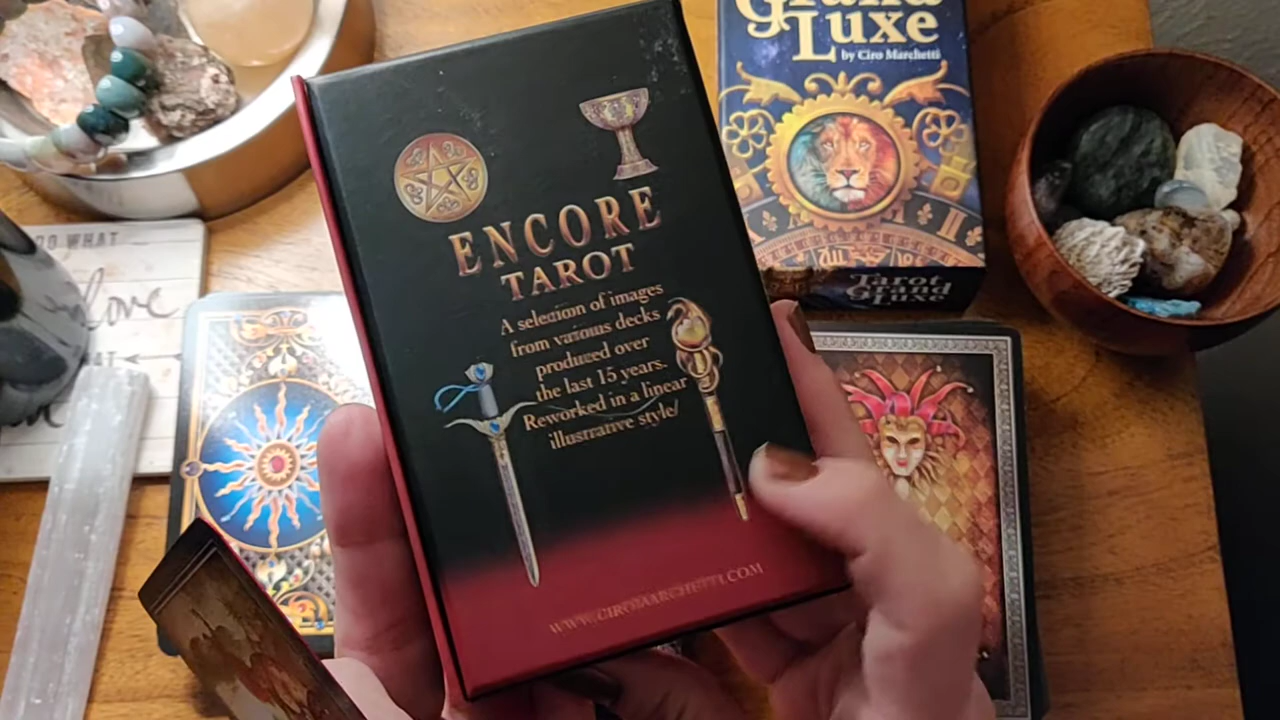 Grand
Luxe
by Ciro Marchetti
Tarot
Grand
Luxe
ENCORE
TAROT
A selection of images
from various decks
produced over
the last 15 years.
Reworked in a linear
illustrative style/
WWW.CIROMARCHETTI.COM
DO WHAT
love